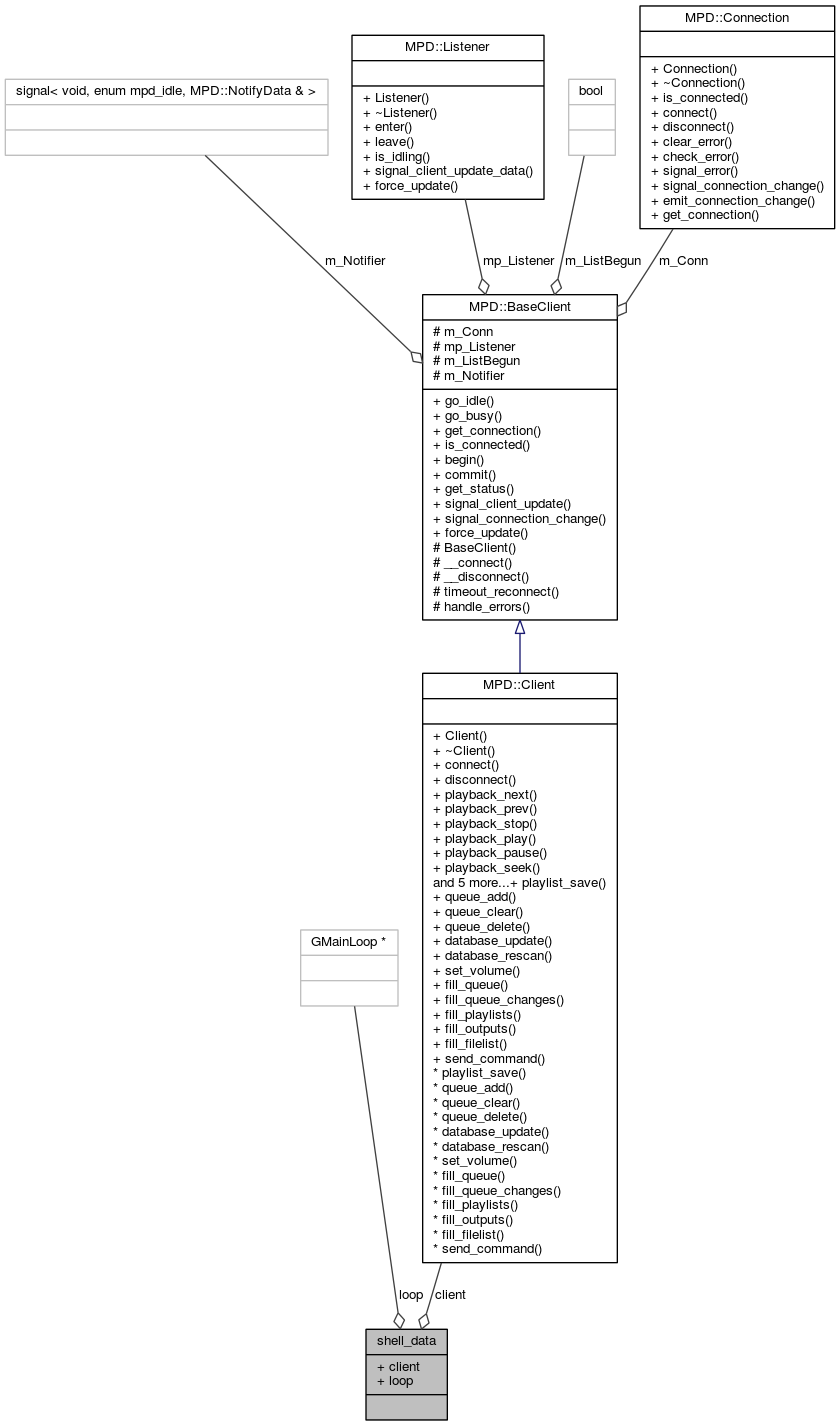 MPD::Connection
+ Connection()
+ ~Connection()
+ is_connected()
+ connect()
+ disconnect()
+ clear_error()
+ check_error()
+ signal_error()
+ signal_connection_change()
+ emit_connection_change()
+ get_connection()
MPD::Listener
+ Listener()
+ ~Listener()
+ enter()
+ leave()
+ is_idling()
+ signal_client_update_data()
+ force_update()
signal< void, enum mpd_idle, MPD::NotifyData & >
bool
m_Notifier
mp_Listener
m_ListBegun
m_Conn
MPD::BaseClient
# m_Conn
# mp_Listener
# m_ListBegun
# m_Notifier
+ go_idle()
+ go_busy()
+ get_connection()
+ is_connected()
+ begin()
+ commit()
+ get_status()
+ signal_client_update()
+ signal_connection_change()
+ force_update()
# BaseClient()
# __connect()
# __disconnect()
# timeout_reconnect()
# handle_errors()
MPD::Client
+ Client()
+ ~Client()
+ connect()
+ disconnect()
+ playback_next()
+ playback_prev()
+ playback_stop()
+ playback_play()
+ playback_pause()
+ playback_seek()
and 5 more...+ playlist_save()
+ queue_add()
+ queue_clear()
+ queue_delete()
+ database_update()
+ database_rescan()
+ set_volume()
+ fill_queue()
+ fill_queue_changes()
+ fill_playlists()
+ fill_outputs()
+ fill_filelist()
+ send_command()
* playlist_save()
* queue_add()
* queue_clear()
* queue_delete()
* database_update()
* database_rescan()
* set_volume()
* fill_queue()
* fill_queue_changes()
* fill_playlists()
* fill_outputs()
* fill_filelist()
* send_command()
GMainLoop *
loop
client
shell_data
+ client
+ loop